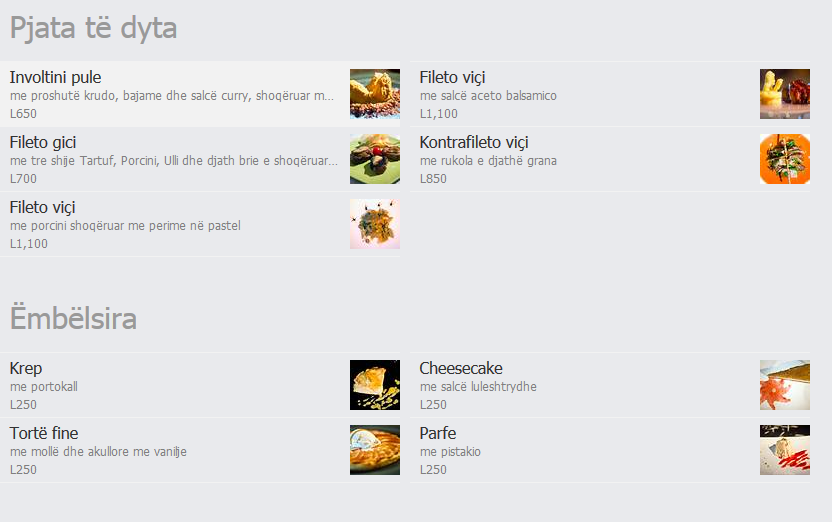 Pjata të dyta
Involtini pule
me proshutë krudo, bajame dhe salcë curry, shoqëruar m...
L650
Fileto viçi
me salcë aceto balsamico
L1,100
Fileto gici
me tre shije Tartuf, Porcini, Ulli dhe djath brie e shoqëruar...
L700
Kontrafileto viçi
me rukola e djathë grana
L850
Fileto viçi
me porcini shoqëruar me perime në pastel
L1,100
Ëmbëlsira
Krep
me portokall
L250
Cheesecake
me salcë luleshtrydhe
L250
Tortë fine
me mollë dhe akullore me vanilje
L250
Parfe
me pistakio
L250